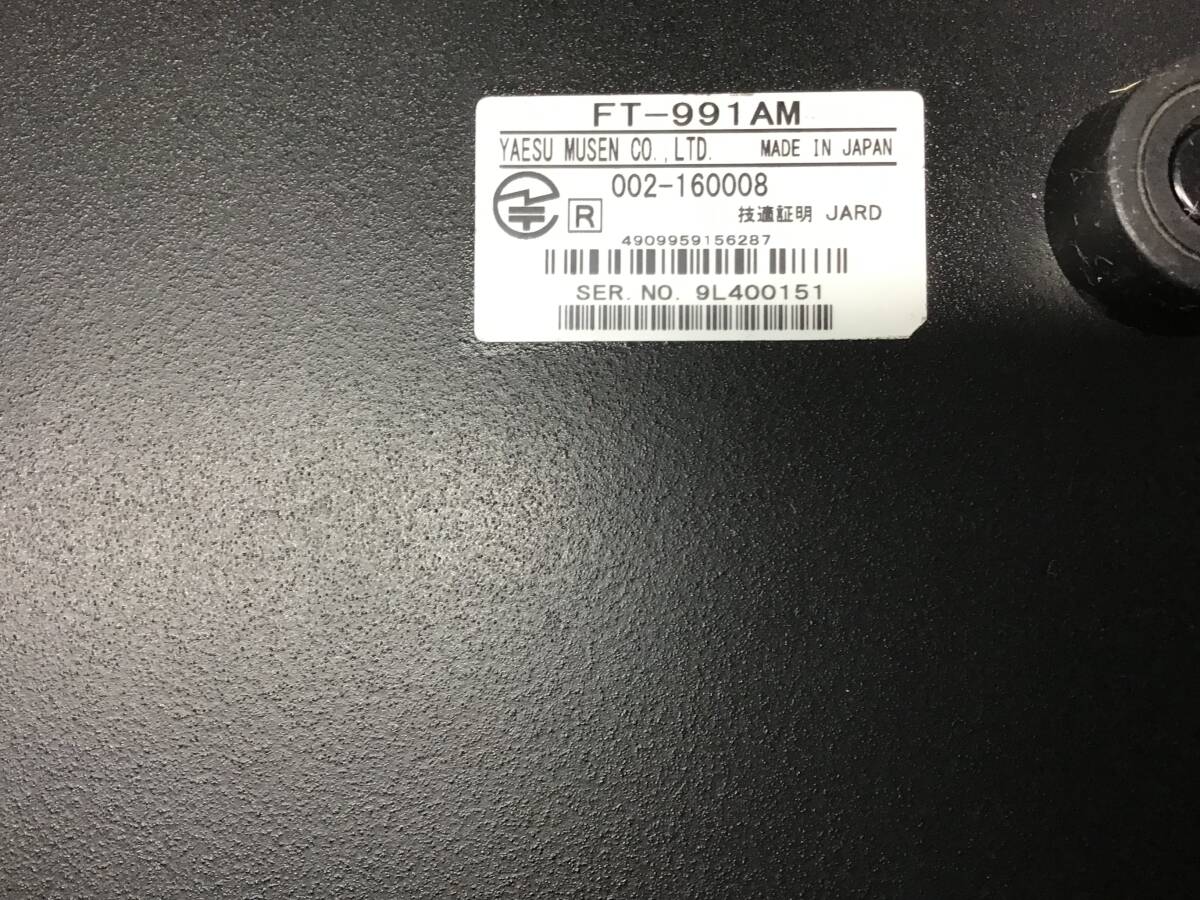 FT-991AM
YAESU MUSEN CO.,LTD. MADE IN JAPAN
002-160008
R 技適証明 JARD
4909959156287
SER. NO. 9L400151